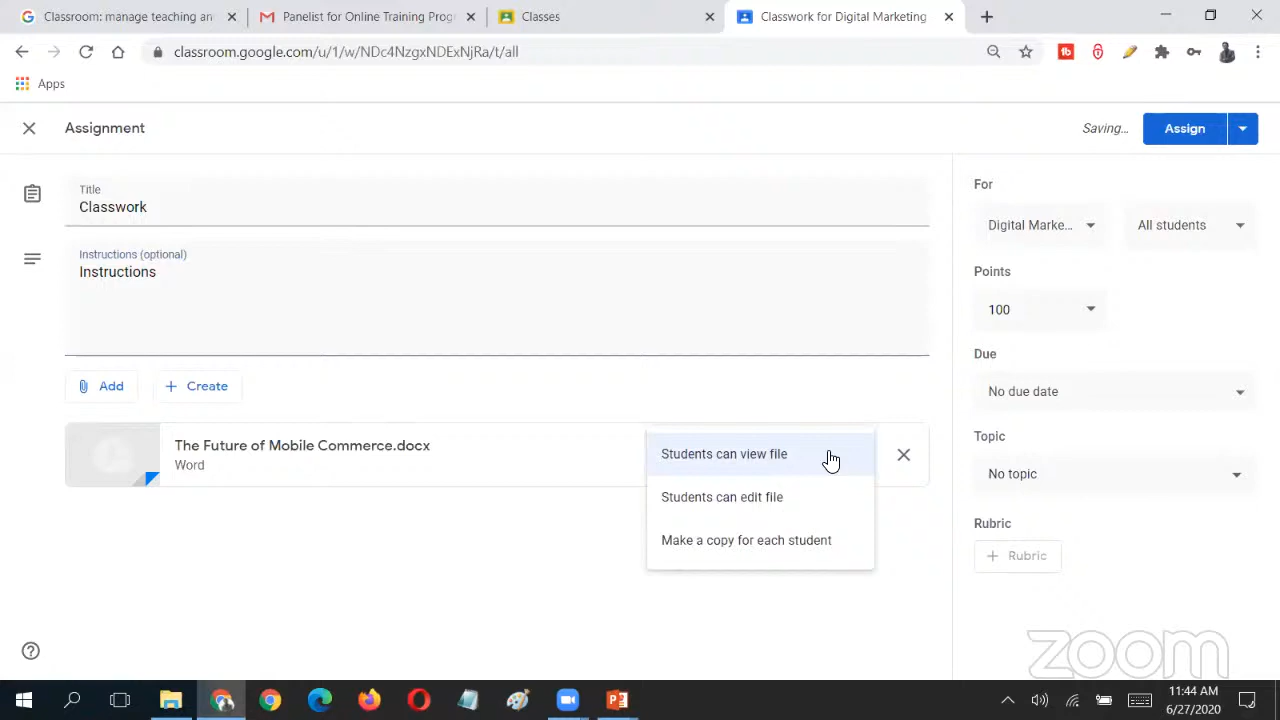 Classroom: manage teaching an
Panelist for Online Training Prog
Classes
Classwork for Digital Marketing
classroom.google.com/u/1/w/NDc4NzgxNDExNjRa/t/all
Apps
Assignment
Saving...
Assign
Title
Classwork
Instructions (optional)
Instructions
Add
Create
The Future of Mobile Commerce.docx
Word
Students can view file
Students can edit file
Make a copy for each student
For
Digital Marke...
All students
Points
100
Due
No due date
Topic
No topic
Rubric
Rubric
zoom
11:44 AM
6/27/2020